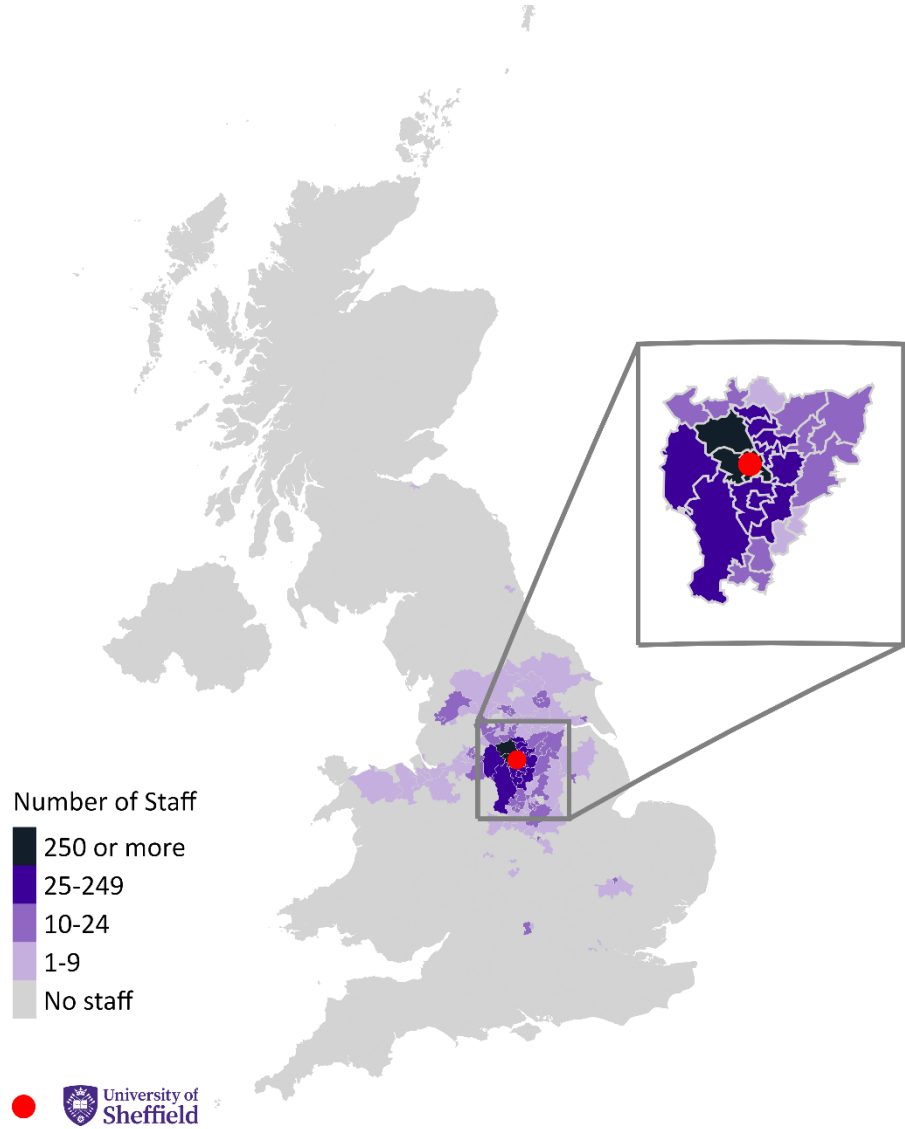 Number of Staff
250 or more
25-249
10-24
1-9
No staff
University of
Sheffield